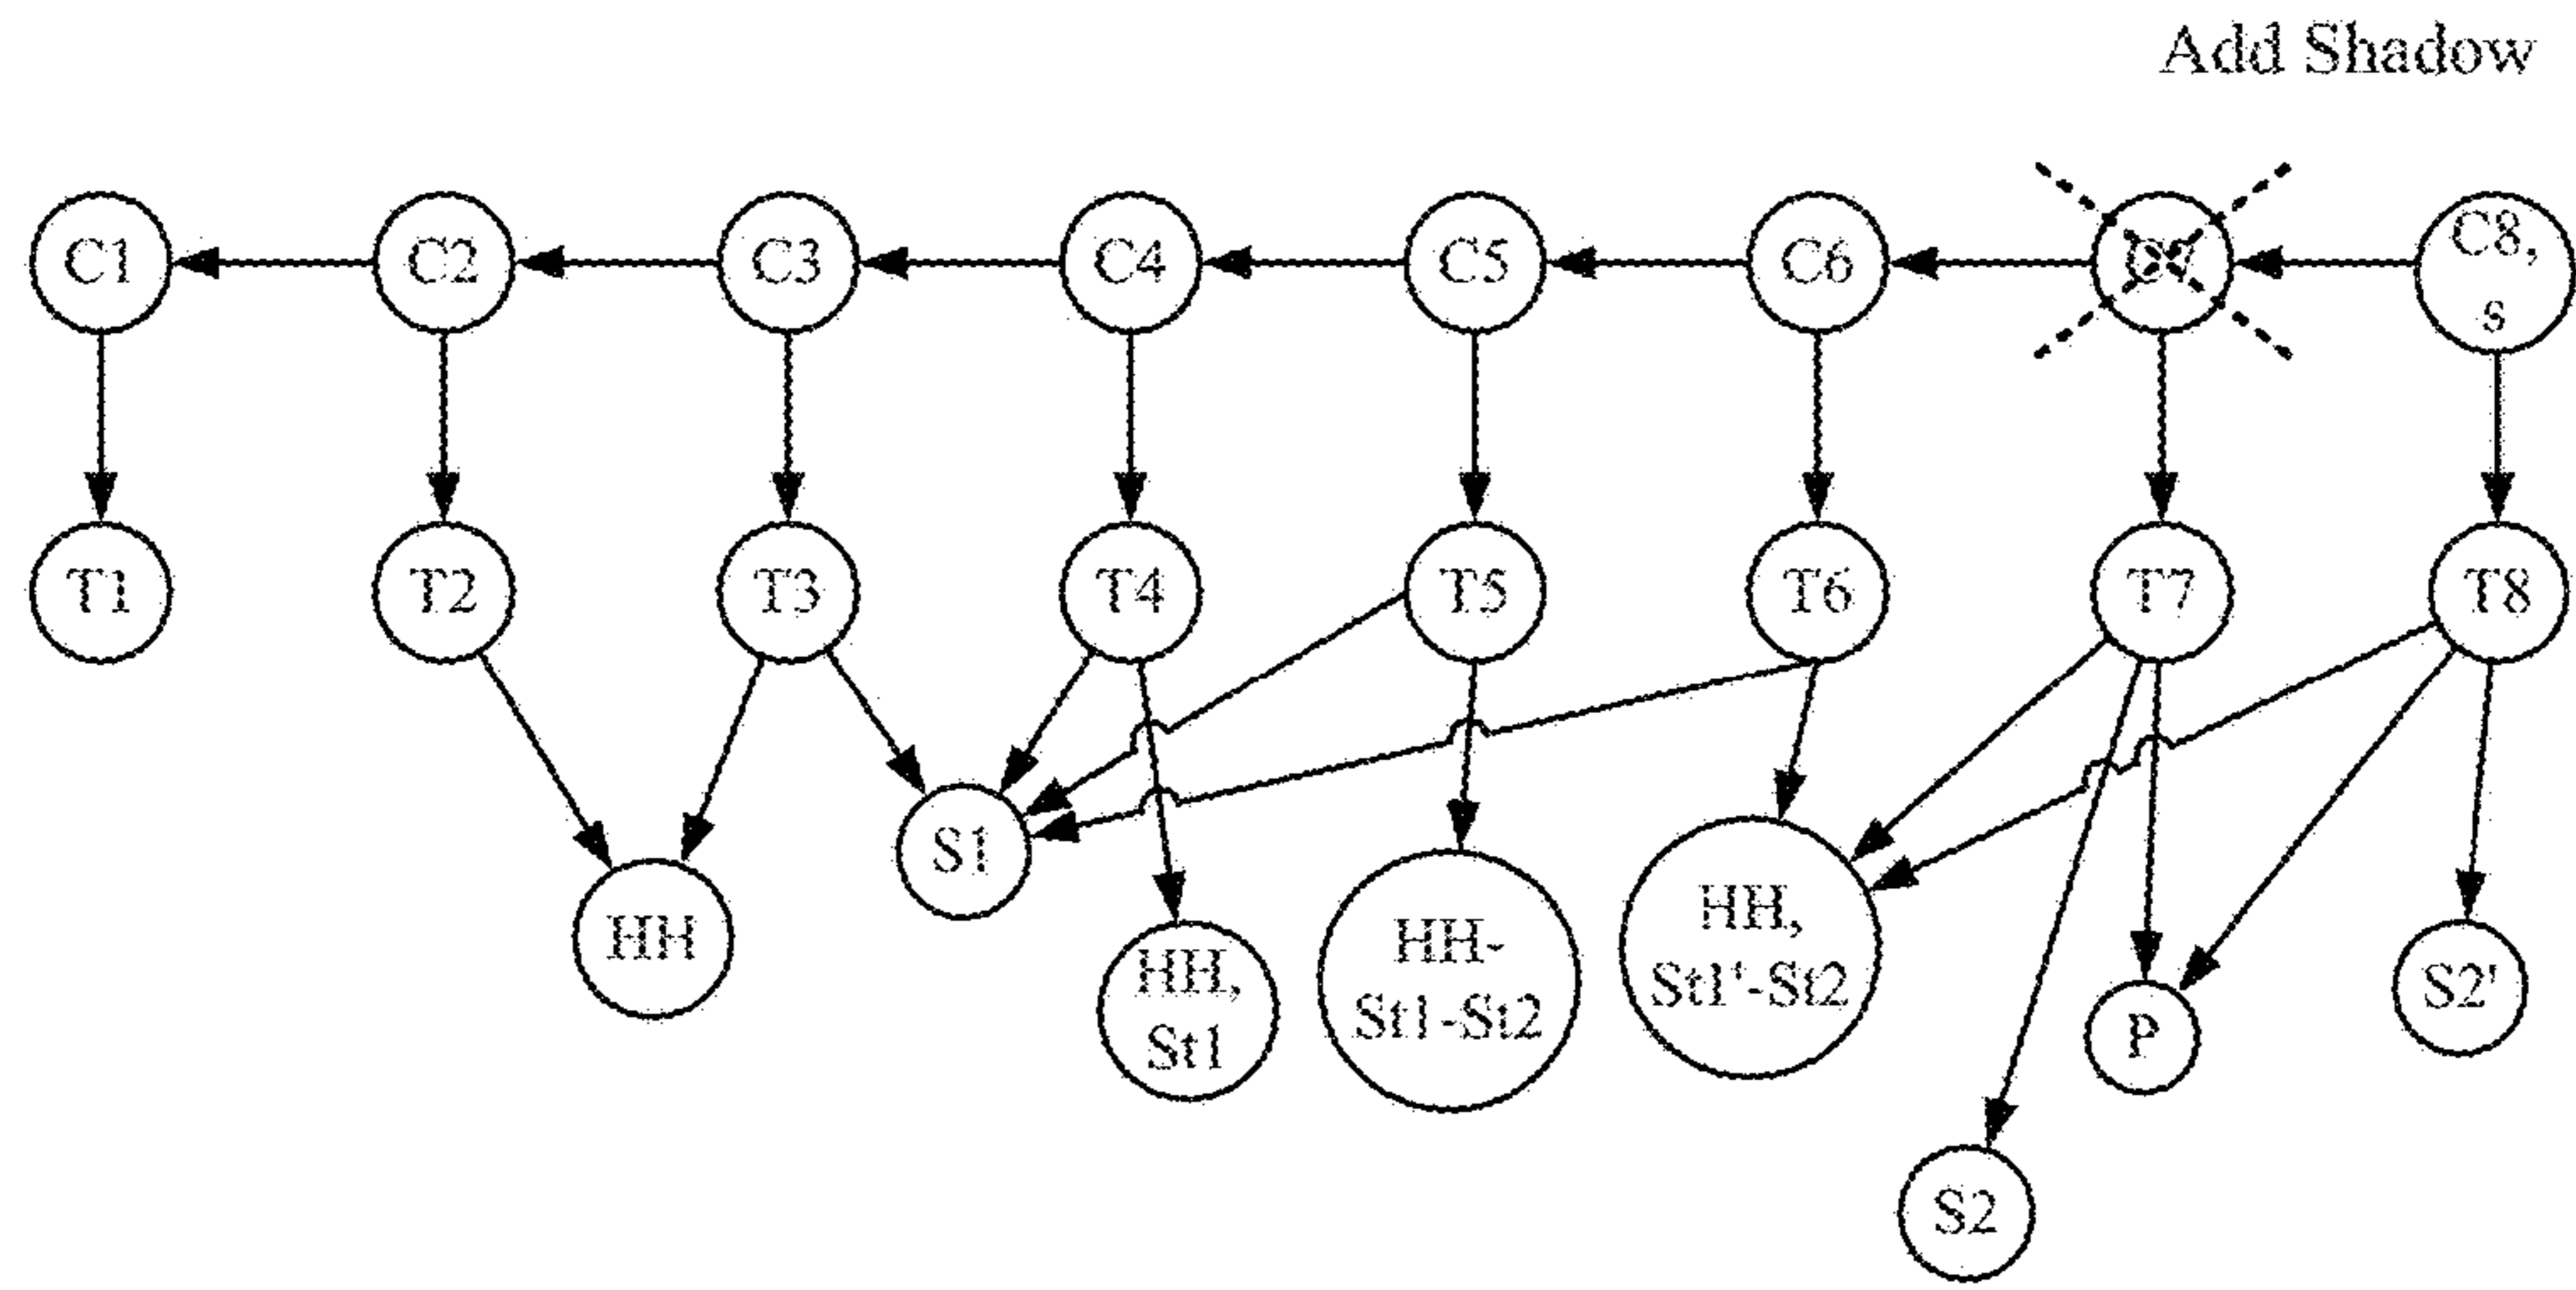 Add Shadow
C1
C2
C3
C4
C5
C6
C8,
s
T1
T2
T3
T4
T5
T6
T7
T8
S1
HH
HH,
St1
HH-
St1-St2
HH,
St1'-St2
S2'
P
S2